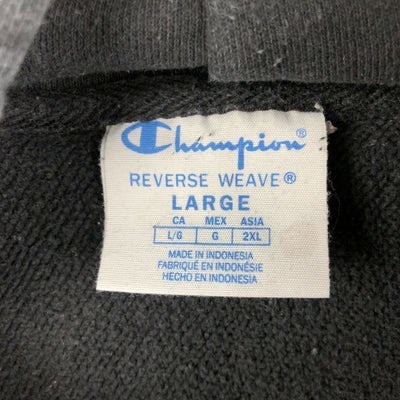 Champion®
REVERSE WEAVE®
LARGE
CA MEX ASIA
L/G G 2XL
MADE IN INDONESIA
FABRIQUÉ EN INDONÉSIE
HECHO EN INDONESIA